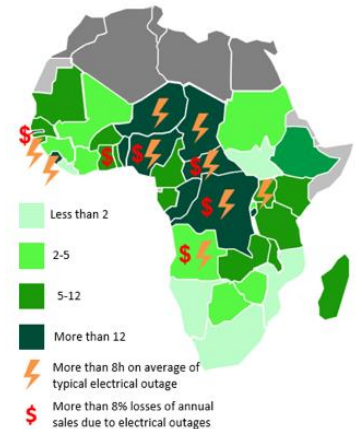 $
$
$
$
$
$
Less than 2
2-5
5-12
More than 12
More than 8h on average of
typical electrical outage
$ More than 8% losses of annual
sales due to electrical outages